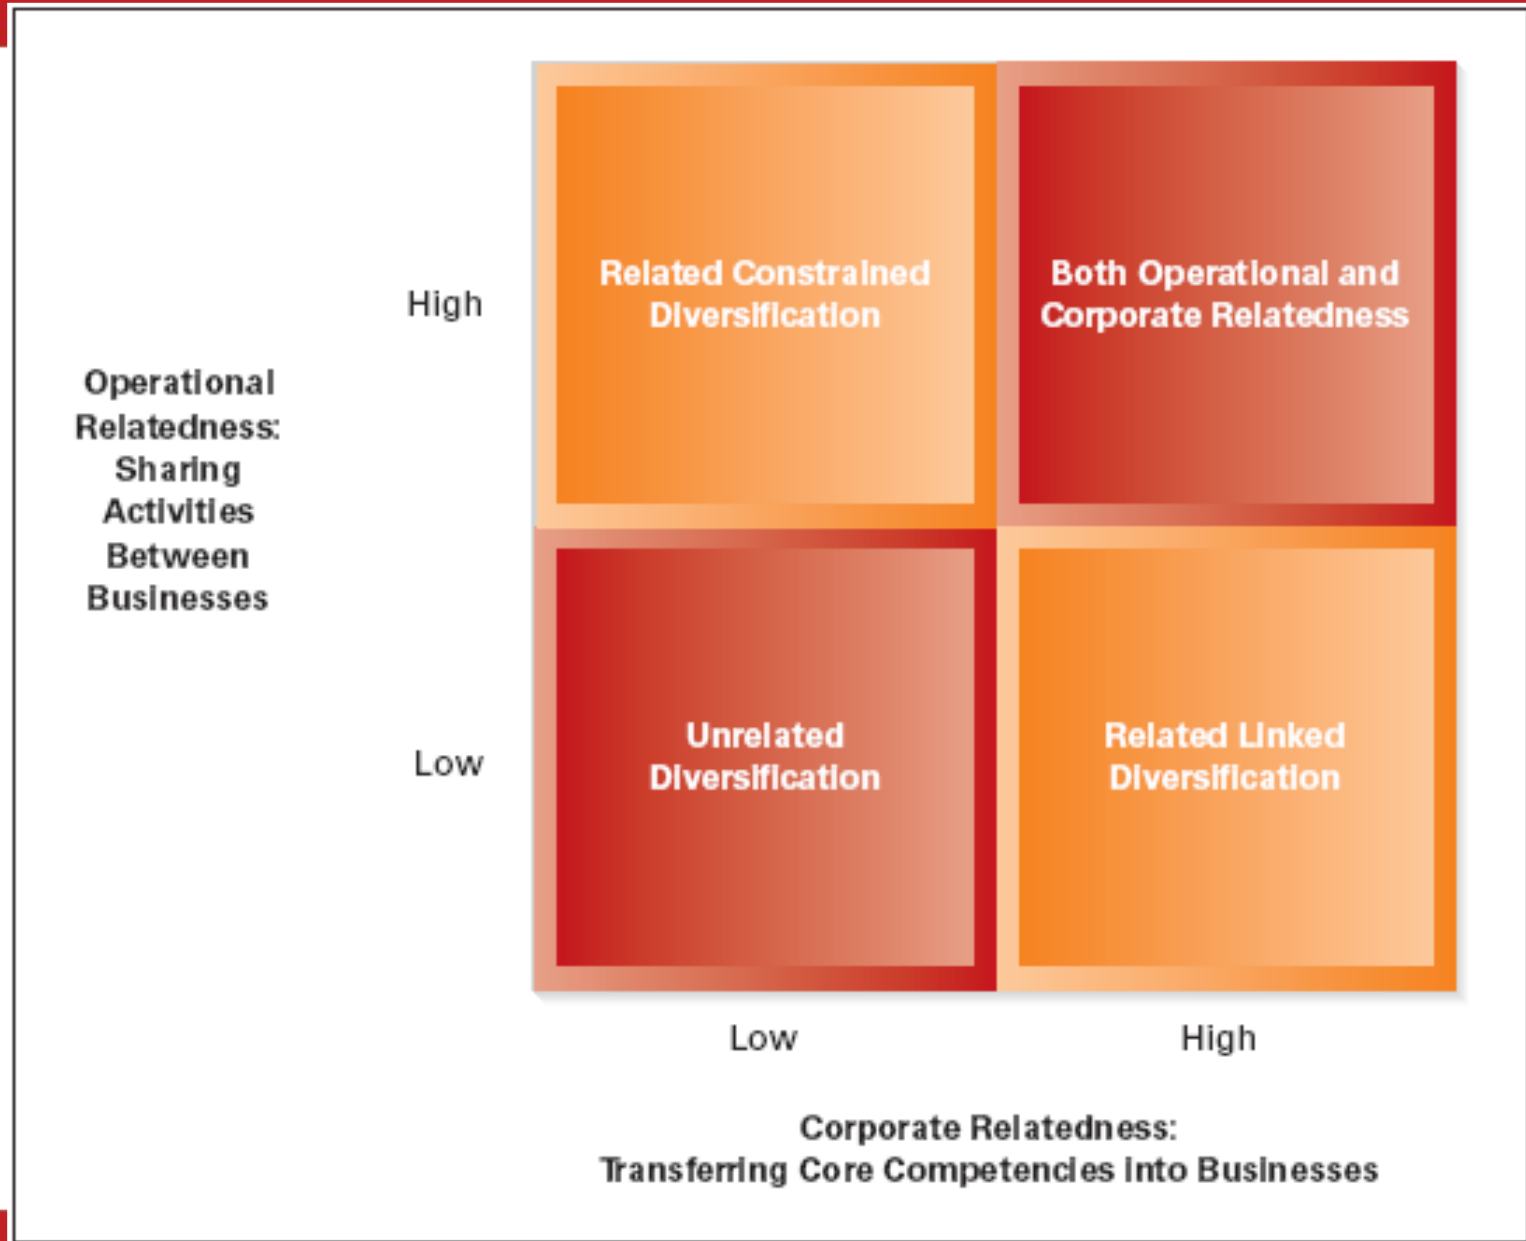 Related Constrained
Diversification
Both Operational and
Corporate Relatedness
High
Operational
Relatedness:
Sharing
Activities
Between
Businesses
Unrelated
Diversification
Related Linked
Diversification
Low
Low
High
Corporate Relatedness:
Transferring Core Competencies into Businesses